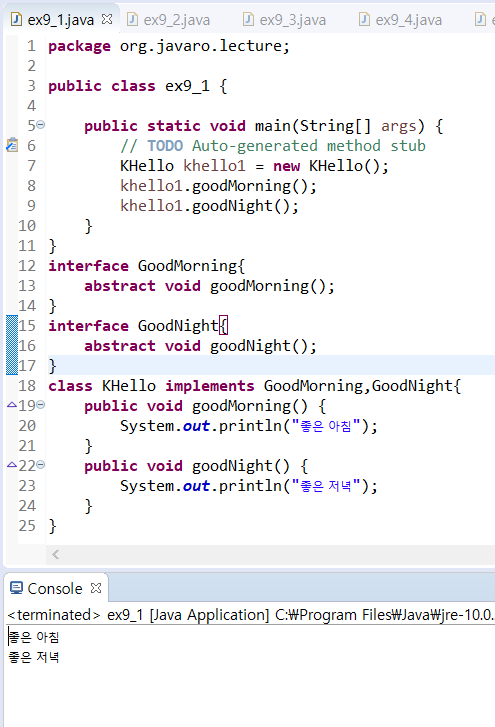 ex9_1.java ex9_2.java ex9_3.java ex9_4.java e
1 package org.javaro.lecture;
2
3 public class ex9_1 {
4
5 public static void main(String[] args) {
6 // TODO Auto-generated method stub
7 KHello khello1 = new KHello();
8 khello1.goodMorning();
9 khello1.goodNight();
10 }
11 }
12 interface GoodMorning{
13 abstract void goodMorning();
14 }
15 interface GoodNight{
16 abstract void goodNight();
17 }
18 class KHello implements GoodMorning,GoodNight{
19 public void goodMorning() {
20 System.out.println("좋은 아침");
21 }
22 public void goodNight() {
23 System.out.println("좋은 저녁");
24 }
25 }
Console
<terminated> ex9_1 [Java Application] C:₩Program Files₩Java₩jre-10.0.
좋은 아침
좋은 저녁